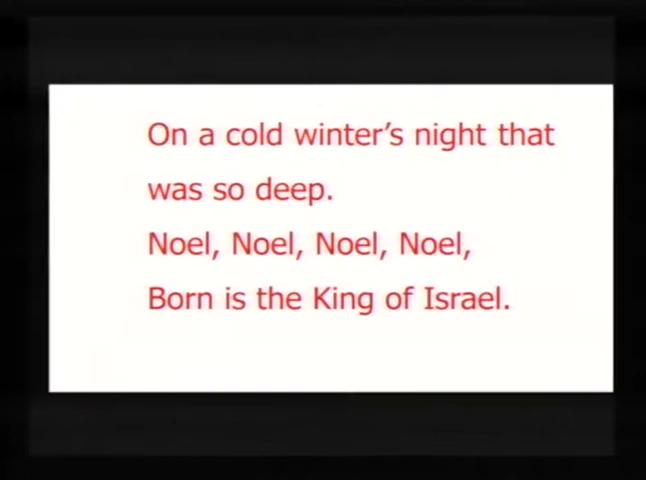 On a cold winter's night that
was so deep.
Noel, Noel, Noel, Noel,
Born is the King of Israel.